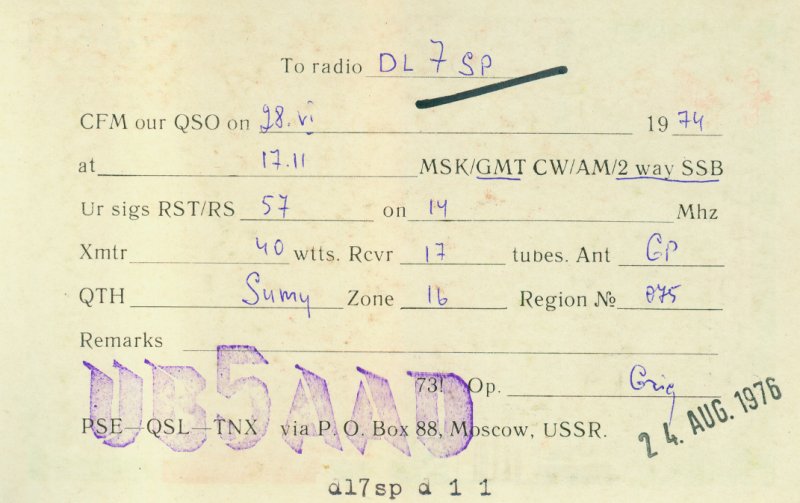 To radio DL 7 SP
CFM our QSO on 28.vi 1974
at 17.11 MSK/GMT CW/AM/2 way SSB
Ur sigs RST/RS 57 on 14 Mhz
Xmtr 40 wtts. Rcvr 17 tubes. Ant GP
QTH Sumy Zone 16 Region № 075
Remarks
UB5AAD
73! Op. Grig
PSE—QSL—TNX via P. O. Box 88, Moscow, USSR.
24. AUG. 1976
dl7sp d 1 1